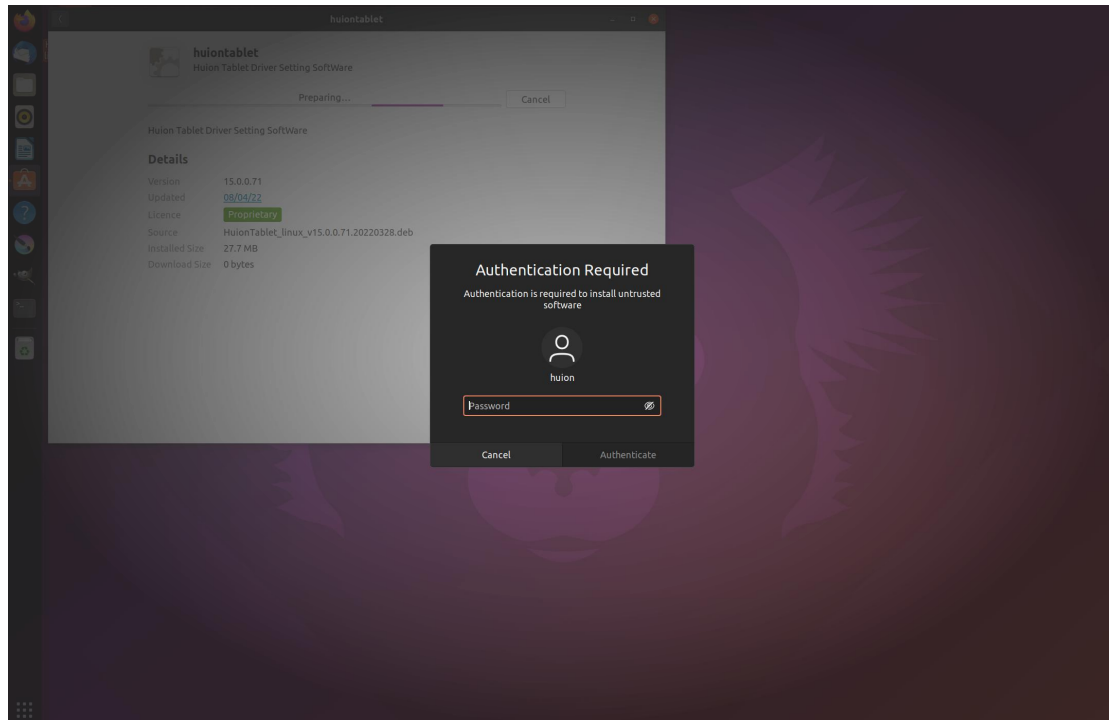 huiontablet
huiontablet
Huion Tablet Driver Setting SoftWare
Preparing...
Cancel
Huion Tablet Driver Setting SoftWare
Details
Version 15.0.0.71
Updated 08/04/22
Licence Proprietary
Source HuionTablet_linux_v15.0.0.71.20220328.deb
Installed Size 27.7 MB
Download Size 0 bytes
Authentication Required
Authentication is required to install untrusted
software
huion
Password
Cancel Authenticate